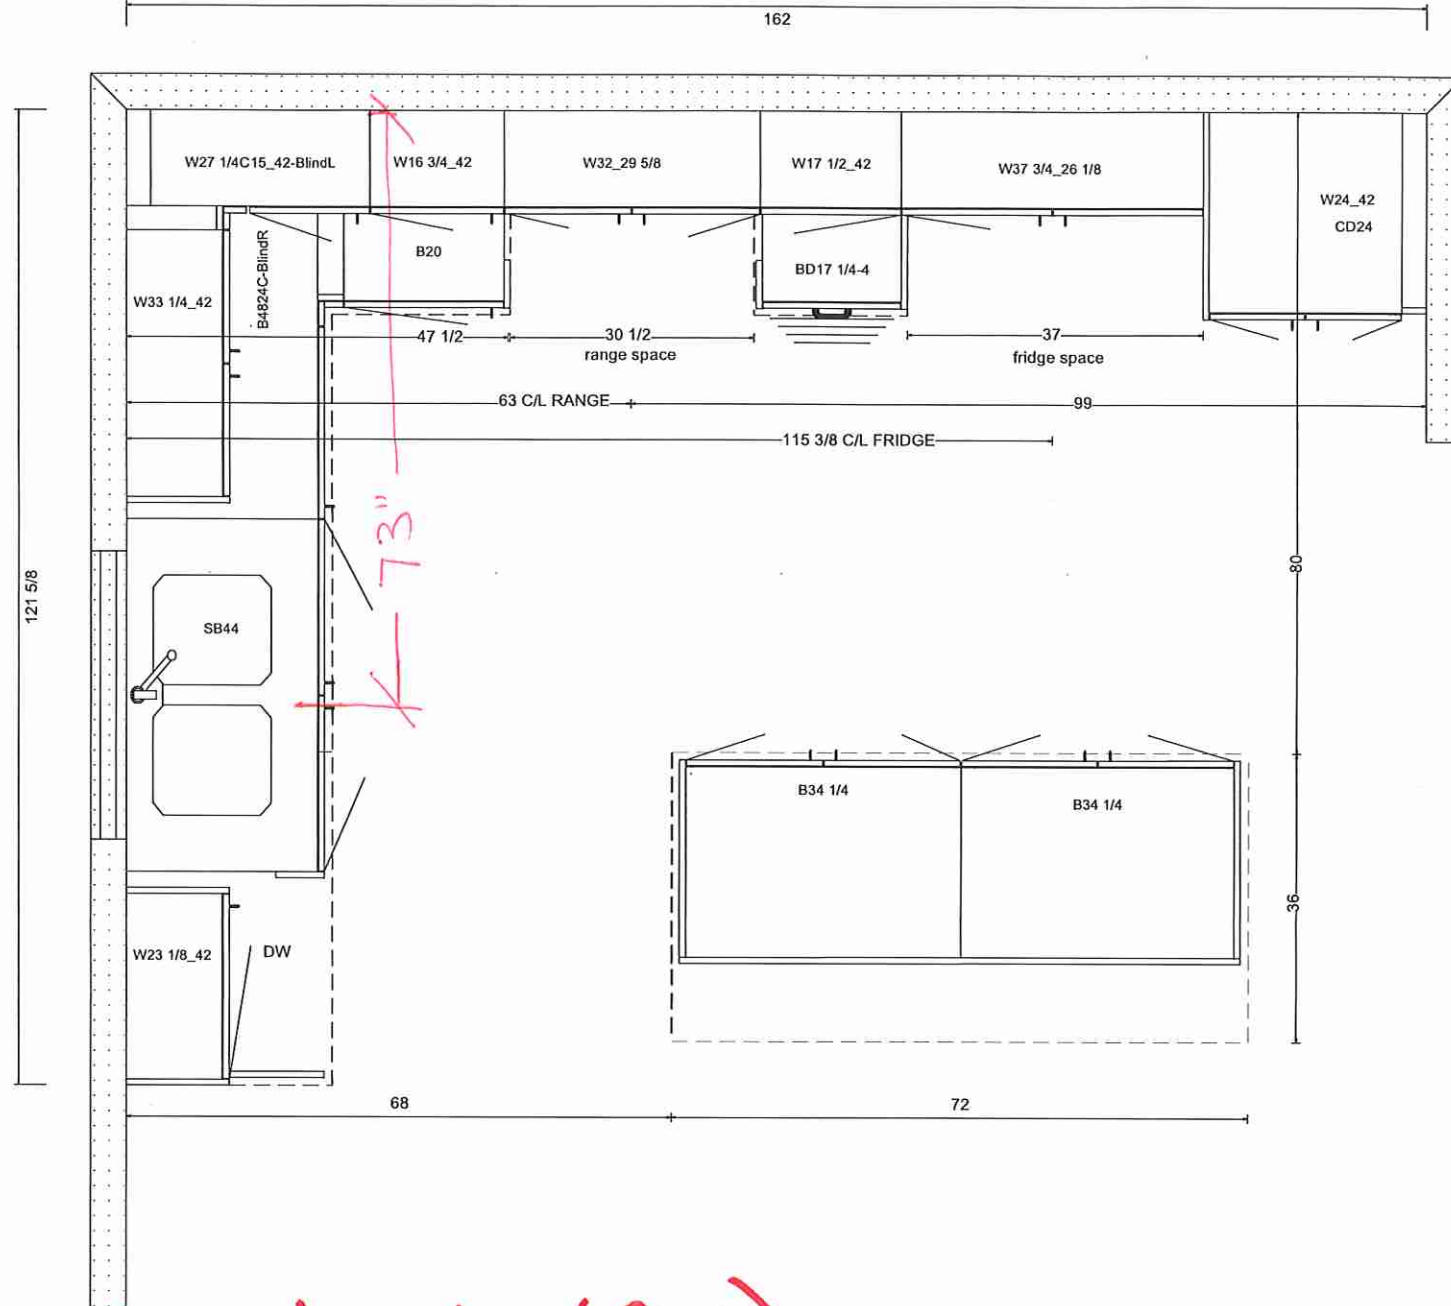 162
W27 1/4C15_42-BlindL
W16 3/4_42
W32_29 5/8
W17 1/2_42
W37 3/4_26 1/8
W24_42
CD24
B4824C-BlindR
B20
BD17 1/4-4
W33 1/4_42
47 1/2
30 1/2
range space
37
fridge space
63 C/L RANGE
99
115 3/8 C/L FRIDGE
73"
80
121 5/8
SB44
B34 1/4
B34 1/4
36
W23 1/8_42
DW
68
72